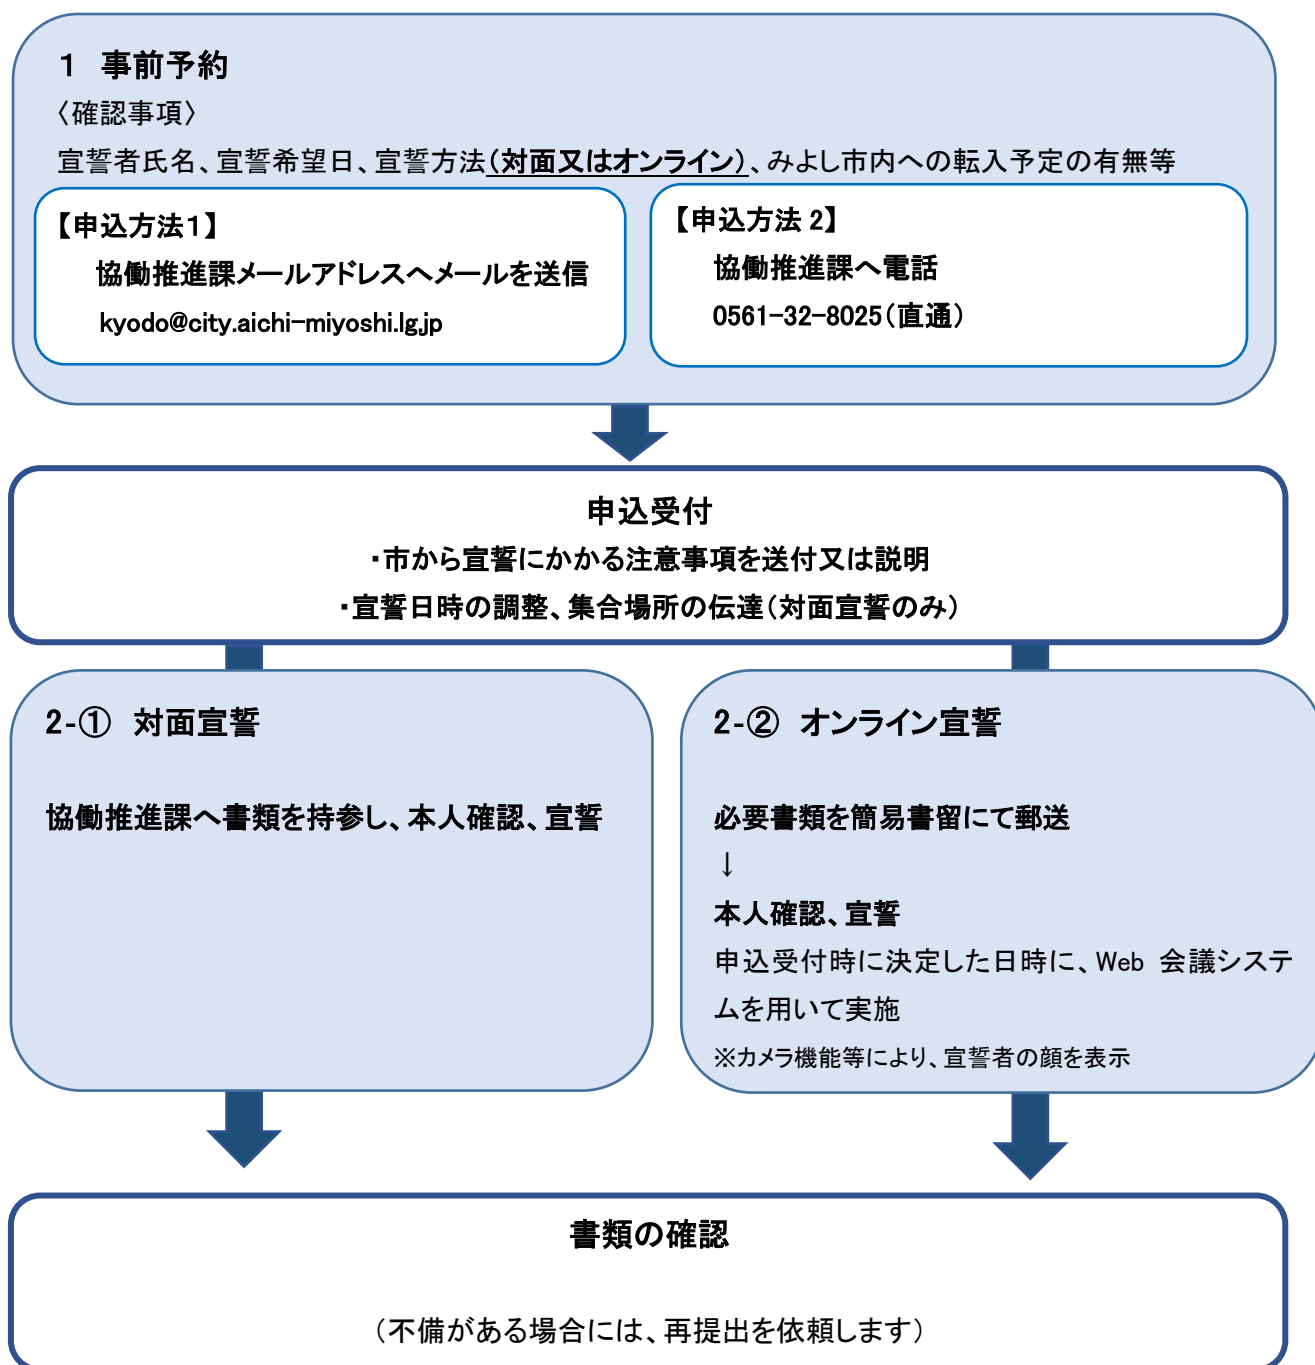 1 事前予約
〈確認事項〉
宣誓者氏名、宣誓希望日、宣誓方法(対面又はオンライン)、みよし市内への転入予定の有無等
【申込方法1】
協働推進課メールアドレスへメールを送信
kyodo@city.aichi-miyoshi.lg.jp
【申込方法 2】
協働推進課へ電話
0561-32-8025(直通)
申込受付
・市から宣誓にかかる注意事項を送付又は説明
・宣誓日時の調整、集合場所の伝達(対面宣誓のみ)
2-① 対面宣誓
協働推進課へ書類を持参し、本人確認、宣誓
2-② オンライン宣誓
必要書類を簡易書留にて郵送
↓
本人確認、宣誓
申込受付時に決定した日時に、Web 会議システ
ムを用いて実施
※カメラ機能等により、宣誓者の顔を表示
書類の確認
(不備がある場合には、再提出を依頼します)